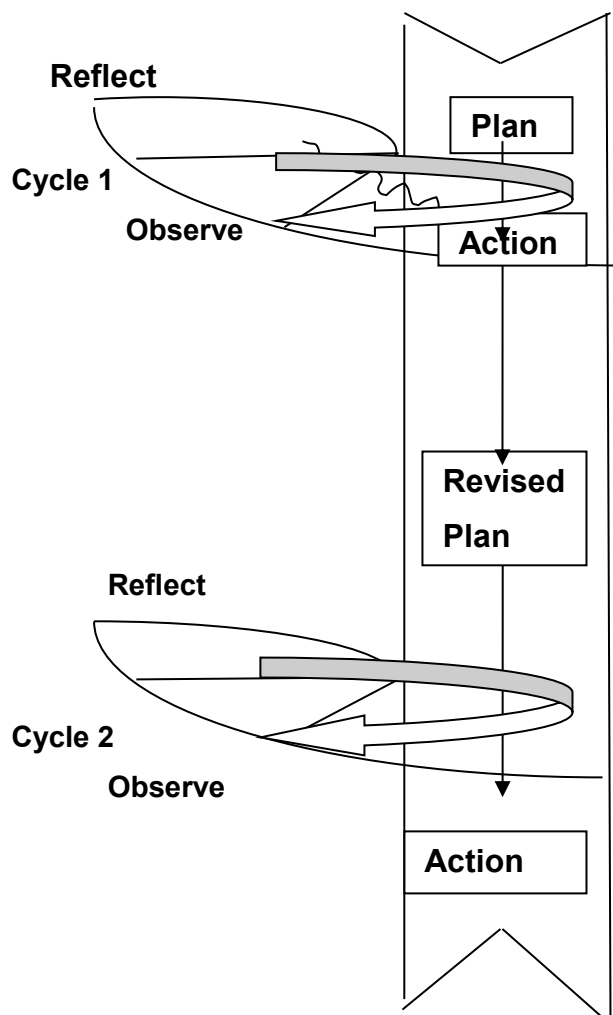 Reflect
Plan
Cycle 1
Observe
Action
Revised
Plan
Reflect
Cycle 2
Observe
Action